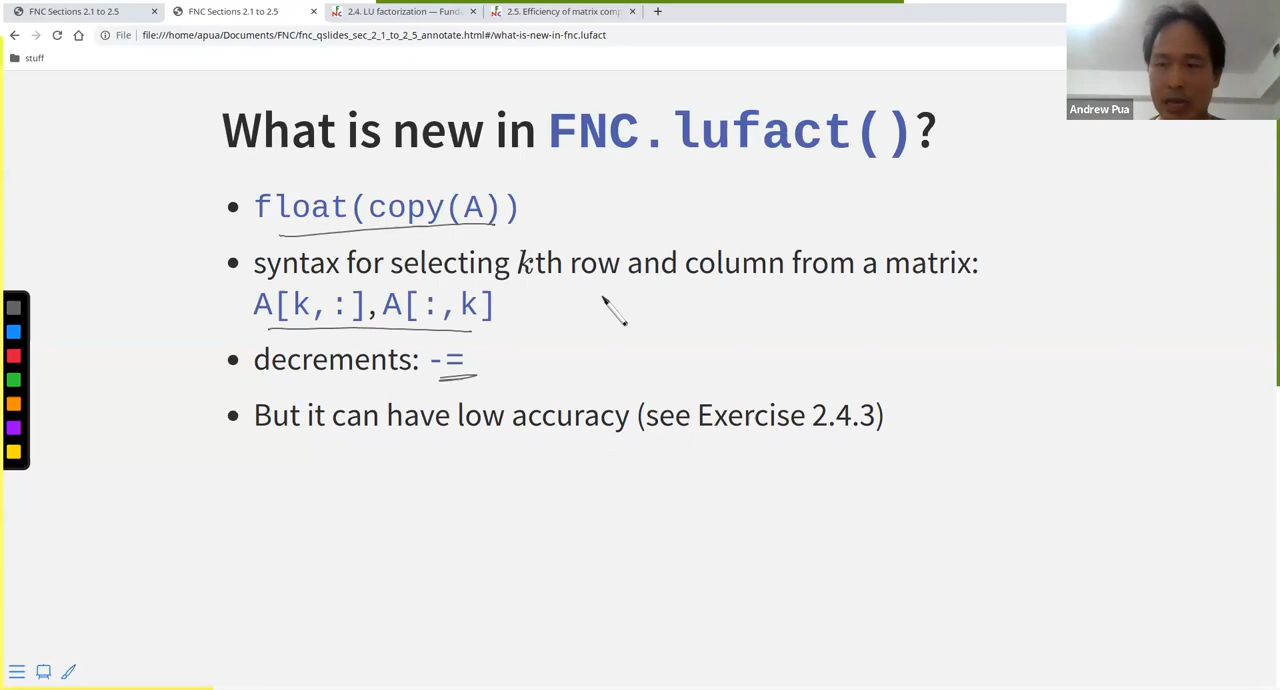 FNC Sections 2.1 to 2.5
FNC Sections 2.1 to 2.5
2.4. LU factorization — Fund
2.5. Efficiency of matrix comp
File
file:///home/apua/Documents/FNC/fnc_qslides_sec_2_1_to_2_5_annotate.html#/what-is-new-in-fnc.lufact
stuff
Andrew Pua
What is new in FNC.lufact()?
• float(copy(A))
• syntax for selecting kth row and column from a matrix:
A[k,:], A[:,k]
• decrements: -=
• But it can have low accuracy (see Exercise 2.4.3)